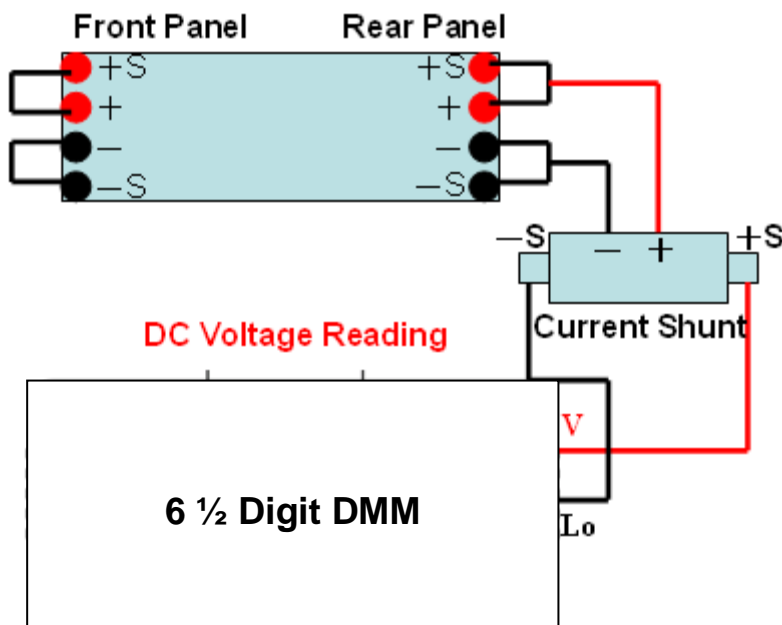 Front Panel
Rear Panel
+S
+
−
−S
+S
+
−
−S
−S
− +
+S
Current Shunt
DC Voltage Reading
V
6 ½ Digit DMM
Lo